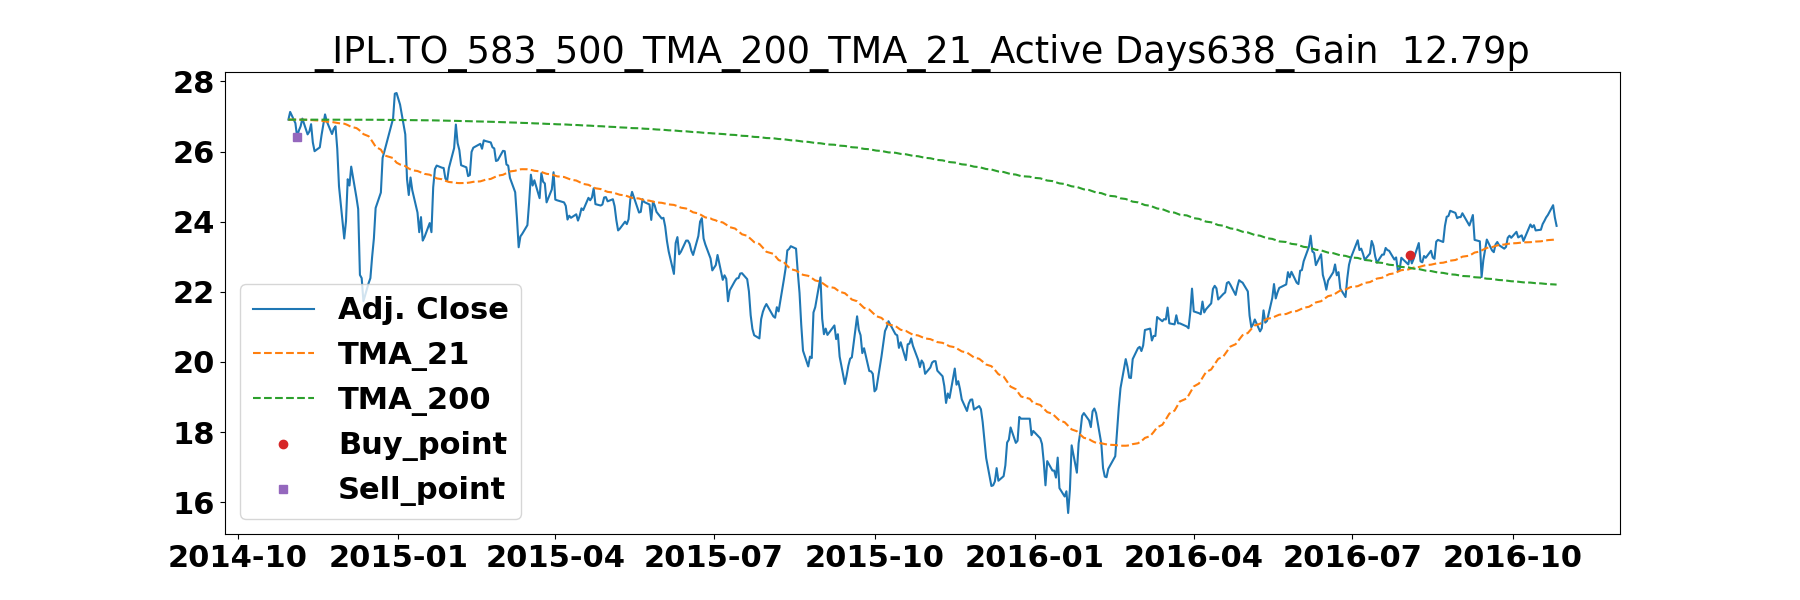 _IPL.TO_583_500_TMA_200_TMA_21_Active Days638_Gain  12.79p
28
26
24
22
20
18
16
Adj. Close
TMA_21
TMA_200
Buy_point
Sell_point
2014-10 2015-01 2015-04 2015-07 2015-10 2016-01 2016-04 2016-07 2016-10